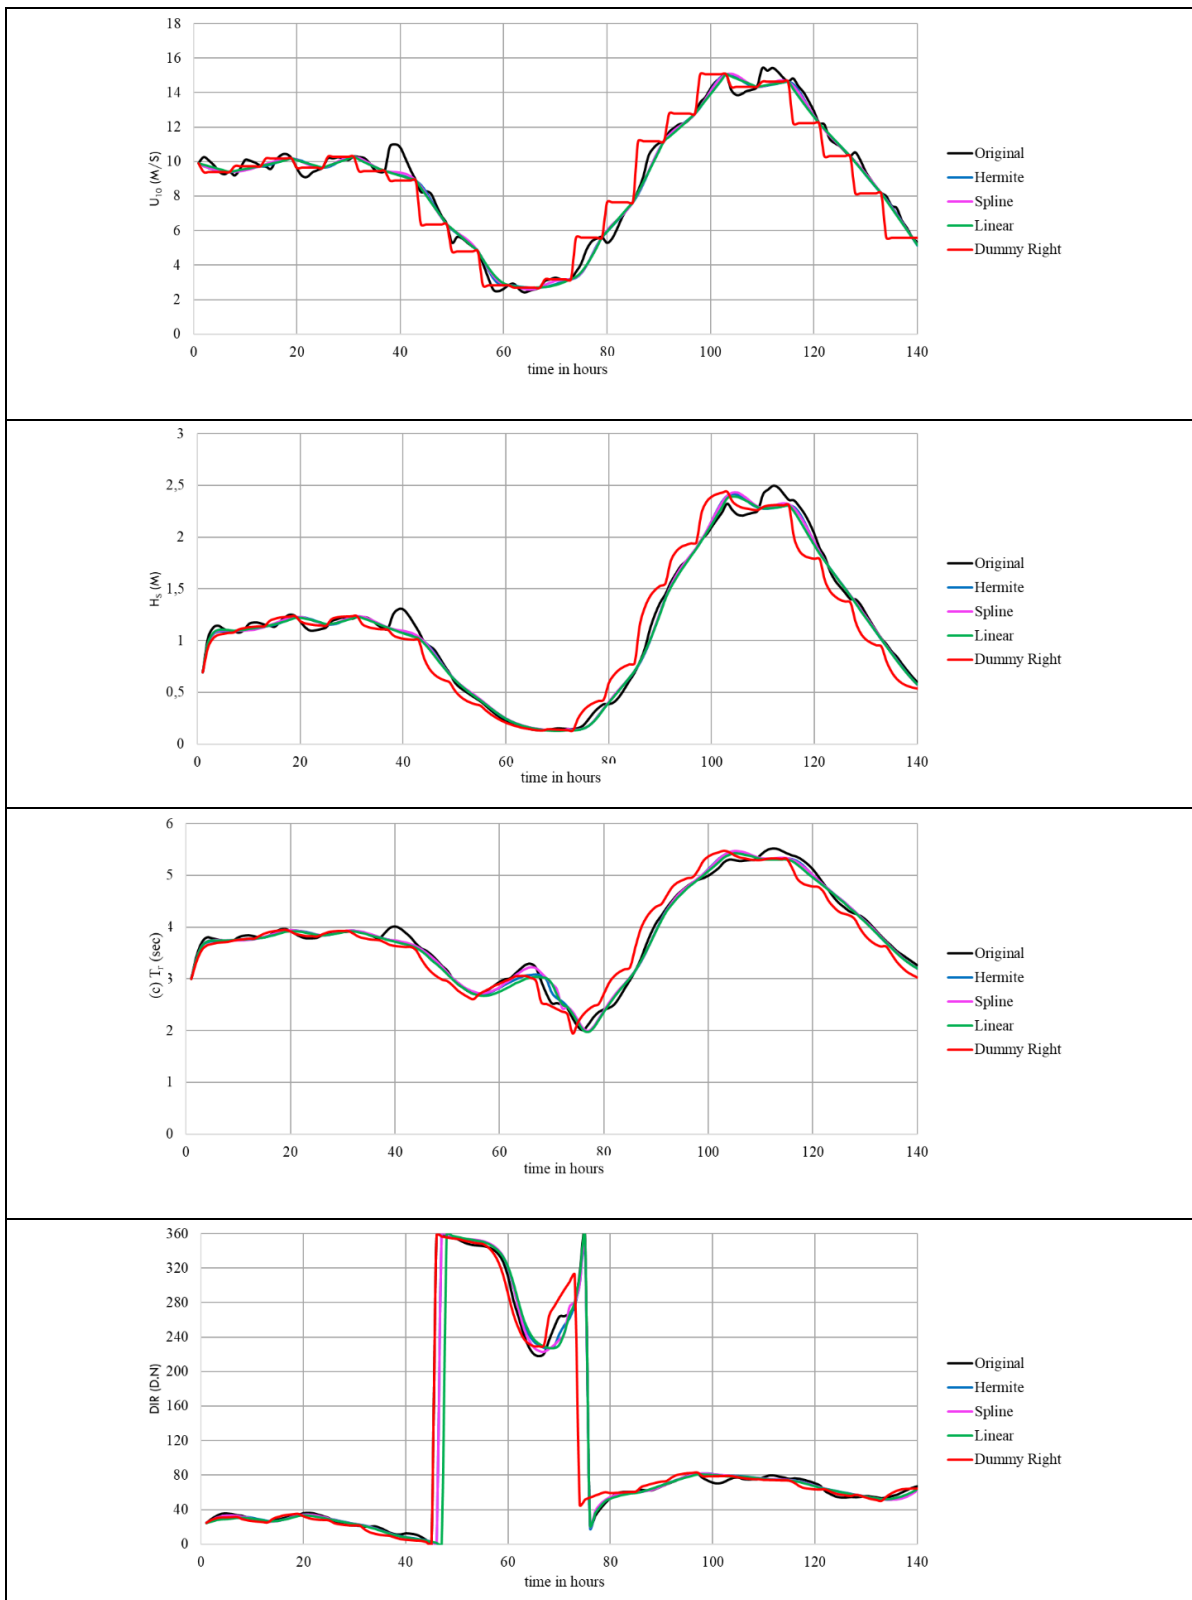 18
16
14
12
10
8
6
4
2
0
U10 (M/S)
0 20 40 60 80 100 120 140
time in hours
Original
Hermite
Spline
Linear
Dummy Right
3
2,5
2
1,5
1
0,5
0
HS (M)
0 20 40 60 80 100 120 140
time in hours
Original
Hermite
Spline
Linear
Dummy Right
6
5
4
3
2
1
0
(c) Tr (sec)
0 20 40 60 80 100 120 140
time in hours
Original
Hermite
Spline
Linear
Dummy Right
360
320
280
240
200
160
120
80
40
0
DIR (D.N)
0 20 40 60 80 100 120 140
time in hours
Original
Hermite
Spline
Linear
Dummy Right